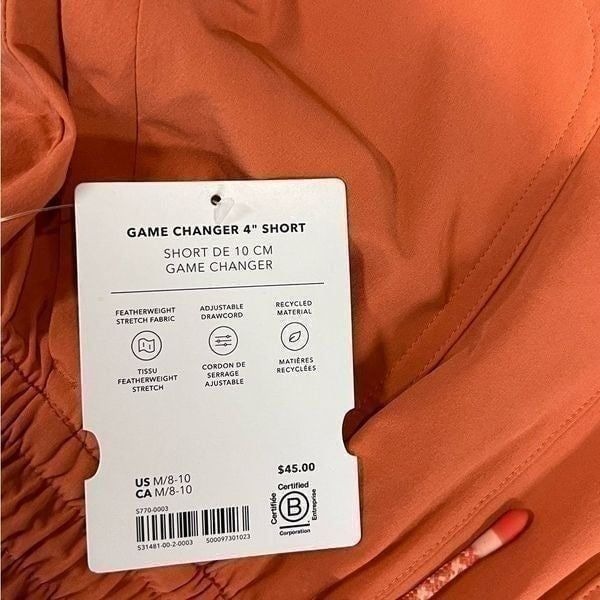 GAME CHANGER 4" SHORT
SHORT DE 10 CM
GAME CHANGER
FEATHERWEIGHT
STRETCH FABRIC
TISSU
FEATHERWEIGHT
STRETCH
ADJUSTABLE
DRAWCORD
CORDON DE
SERRAGE
AJUSTABLE
RECYCLED
MATERIAL
MATIÈRES
RECYCLÉES
US M/8-10
CA M/8-10
$45.00
S770-0003
S31481-00-2-0003 500097301023
Certified
Certifiée
B
Entreprise
Corporation